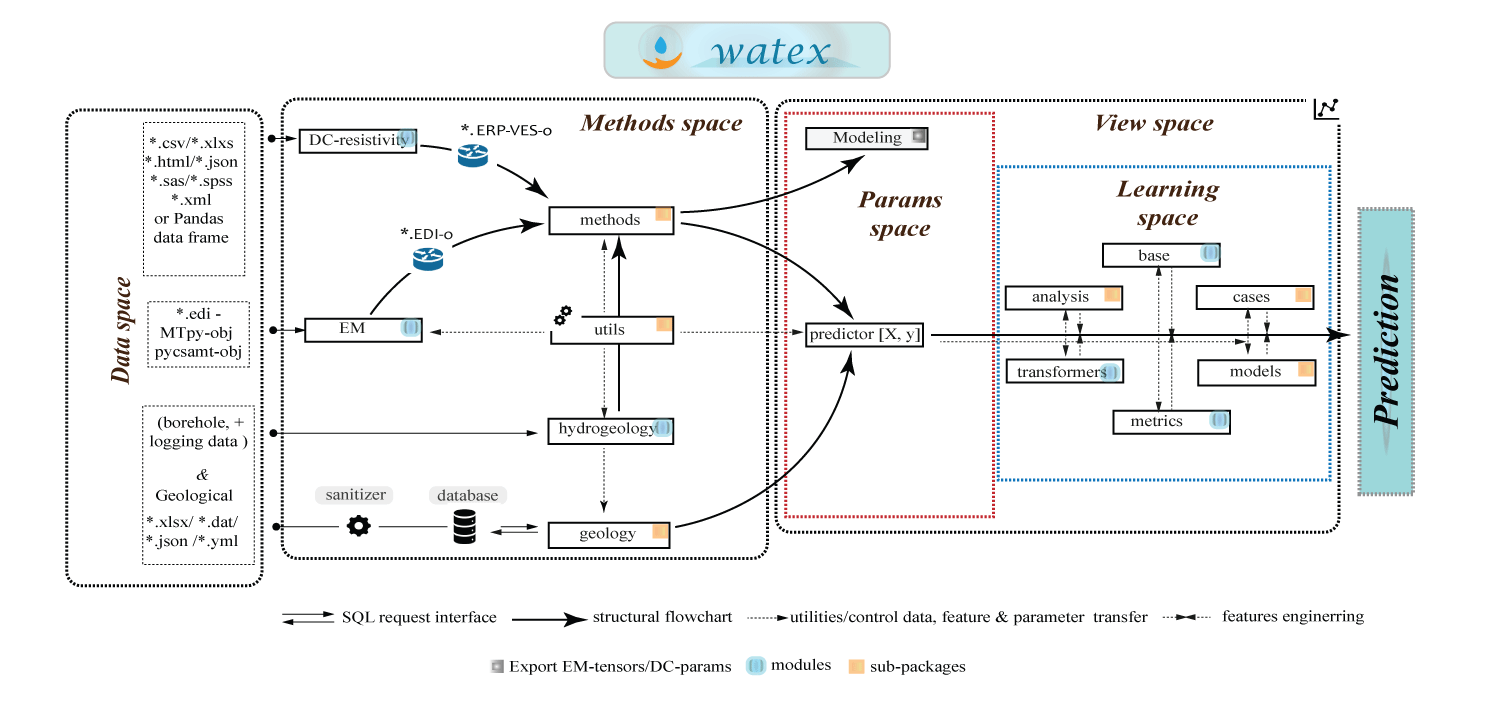 watex
Data space
*.csv/*.xlxs
*.html/*.json
*.sas/*.spss
*.xml
or Pandas
data frame
*.edi -
MTpy-obj
pycsamt-obj
(borehole, +
logging data )
&
Geological
*.xlsx/ *.dat/
*.json /*.yml
Methods space
DC-resistivity
*.ERP-VES-o
methods
*.EDI-o
EM
utils
hydrogeology
sanitizer
database
geology
View space
Modeling
Params
space
predictor [X, y]
Learning
space
base
analysis
cases
transformers
models
metrics
Prediction
SQL request interface
structural flowchart
utilities/control data, feature & parameter transfer
features enginerring
Export EM-tensors/DC-params
modules
sub-packages